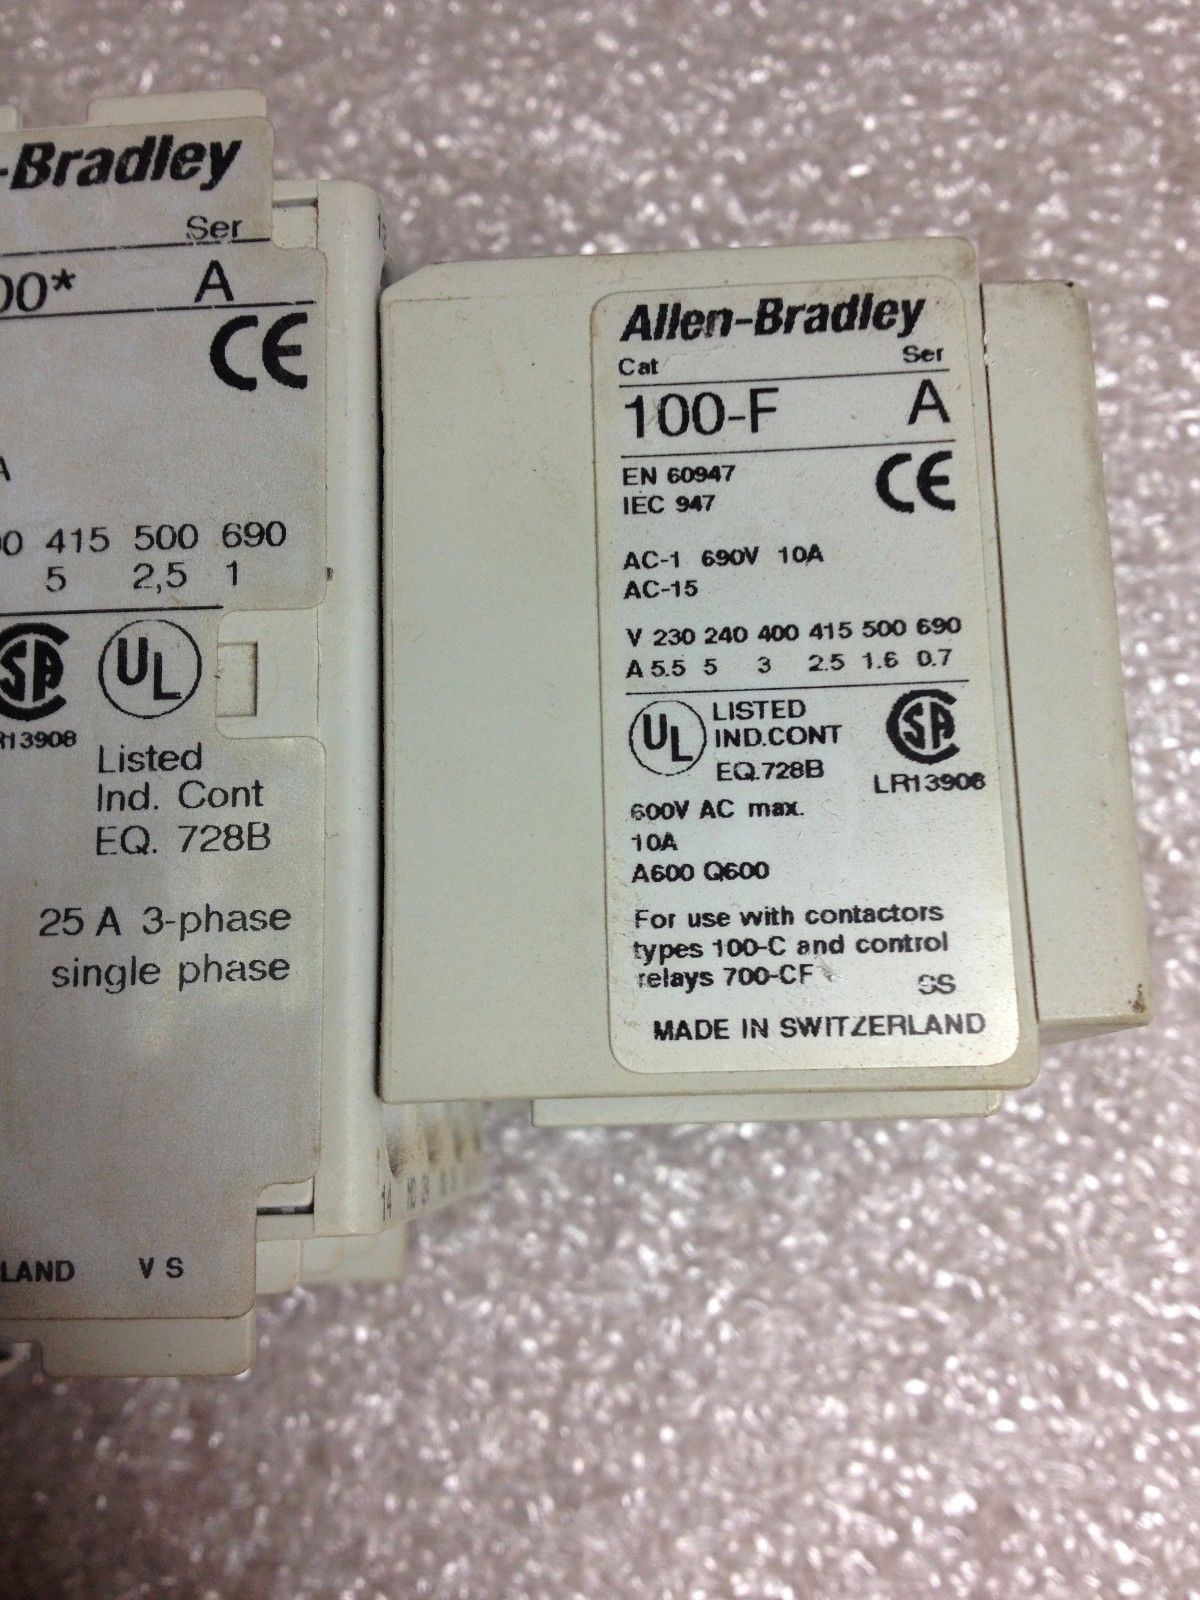 -Bradley
Ser
00* A
CE
A
00 415 500 690
5 2,5 1
SA UL
R13908
Listed
Ind. Cont
EQ. 728B
25 A 3-phase
single phase
LAND V S
14
Allen-Bradley
Cat Ser
100-F A
EN 60947
IEC 947
CE
AC-1 690V 10A
AC-15
V 230 240 400 415 500 690
A 5.5 5 3 2.5 1.6 0.7
UL LISTED
IND.CONT
EQ.728B
SA
LR13908
600V AC max.
10A
A600 Q600
For use with contactors
types 100-C and control
relays 700-CF
SS
MADE IN SWITZERLAND